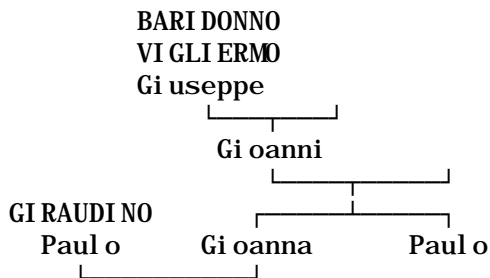 BARIDONNO
VIGLIERMO
Giuseppe
Gioanni
GIRAUDINO
Paulo Gioanna Paulo